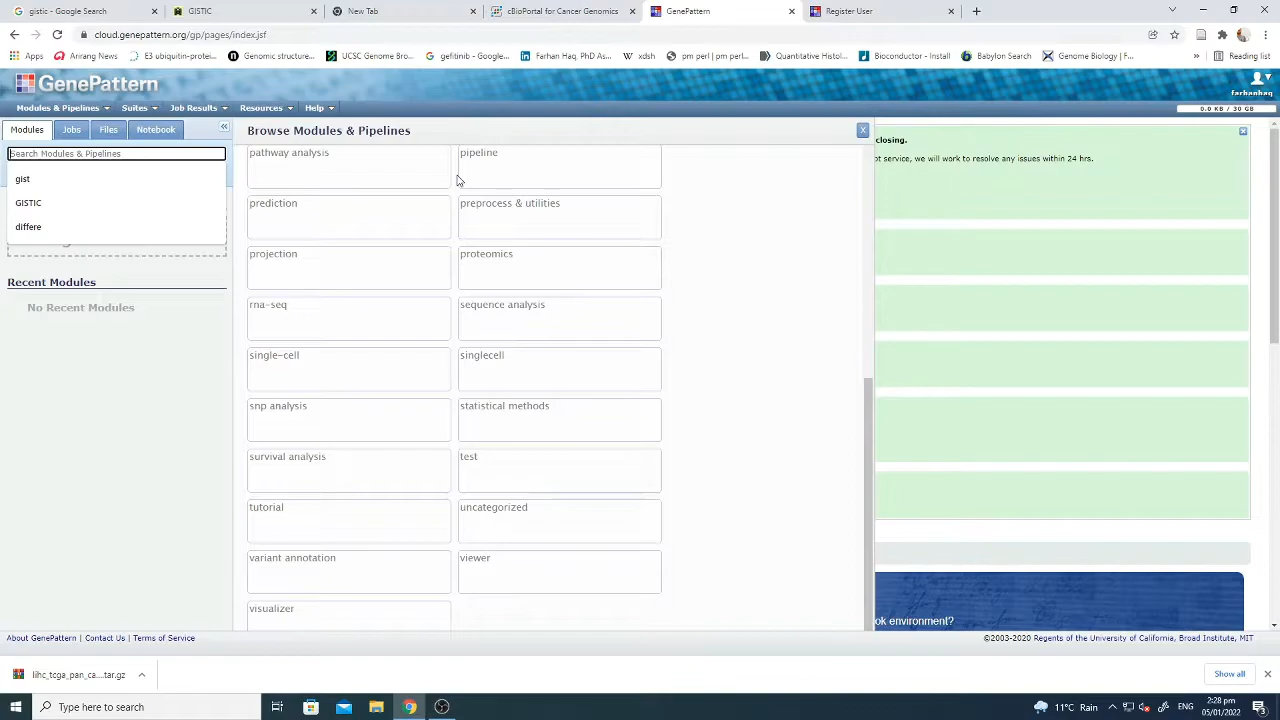 gistic - Google Search
GISTIC
New Tab
cBioPortal for Cancer Genomics
GenePattern
Register User
cloud.genepattern.org/gp/pages/index.jsf
Apps
Arirang News
E3 ubiquitin-protein...
Genomic structure...
UCSC Genome Brow...
gefitinib - Google...
Farhan Haq, PhD As...
xdsh
pm perl | pm perl...
Quantitative Histol...
Bioconductor - Install
Babylon Search
Genome Biology | F...
»
Reading list
GenePattern
farhanhaq
Modules & Pipelines
Suites
Job Results
Resources
Help
0.0 KB / 30 GB
Modules
Jobs
Files
Notebook
Browse Modules & Pipelines
closing.
Search Modules & Pipelines
ot service, we will work to resolve any issues within 24 hrs.
gist
GISTIC
differe
Recent Modules
No Recent Modules
pathway analysis
pipeline
prediction
preprocess & utilities
projection
proteomics
rna-seq
sequence analysis
single-cell
singlecell
snp analysis
statistical methods
survival analysis
test
tutorial
uncategorized
variant annotation
viewer
visualizer
ok environment?
About GenePattern | Contact Us | Terms of Service
©2003-2020 Regents of the University of California, Broad Institute, MIT
lihc_tcga_pan_ca....tar.gz
Show all
Type here to search
11°C Rain
ENG
2:28 pm
05/01/2022